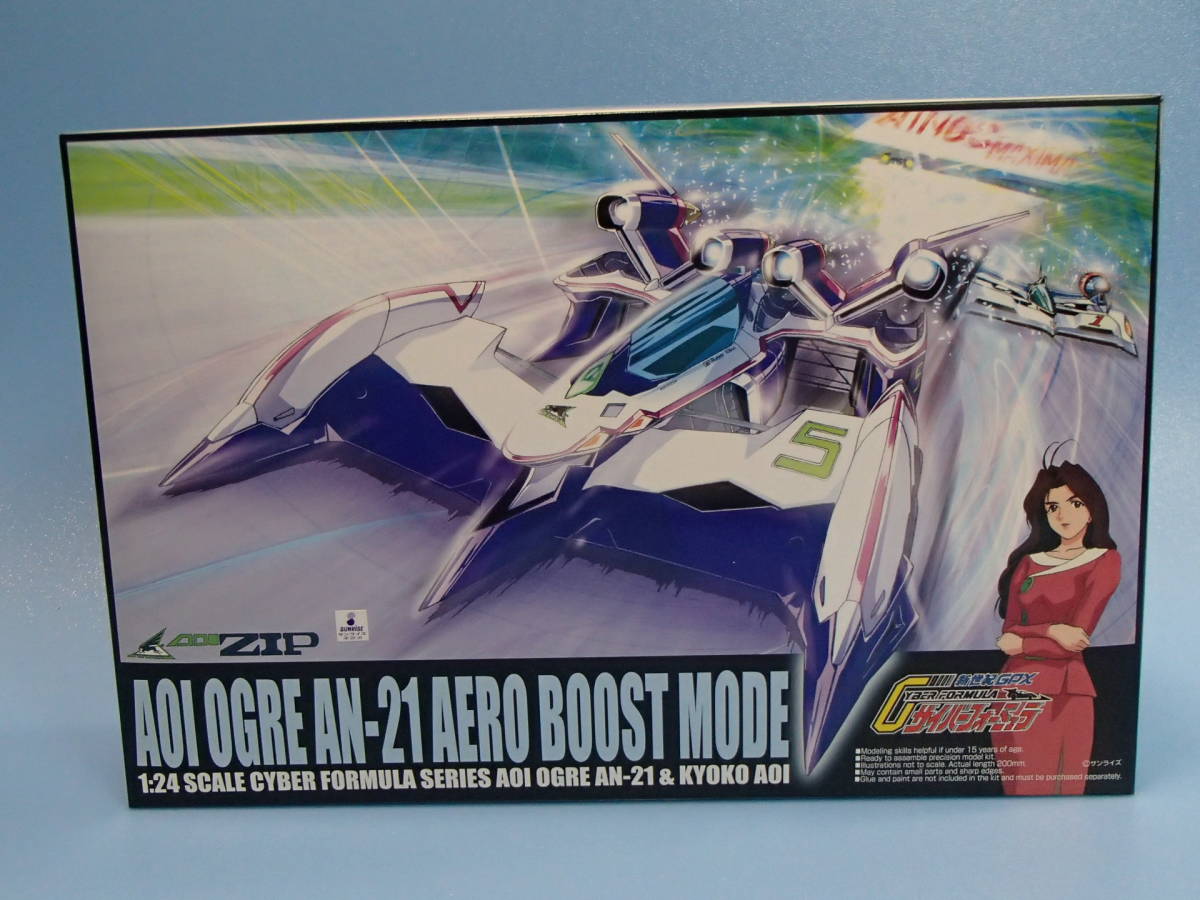 MAXIMA
1
5
AOI ZIP
SUNRISE
AOI OGRE AN-21 AERO BOOST MODE
1:24 SCALE CYBER FORMULA SERIES AOI OGRE AN-21 & KYOKO AOI
新世紀GPX
CYBER FORMULA
サイバーフォーミュラ
■Modeling skills helpful if under 15 years of age.
■Ready to assemble precision model kit.
■Illustrations not to scale. Actual length 200mm.
■May contain small parts and sharp edges.
■Glue and paint are not included in the kit and must be purchased separately.
©サンライズ